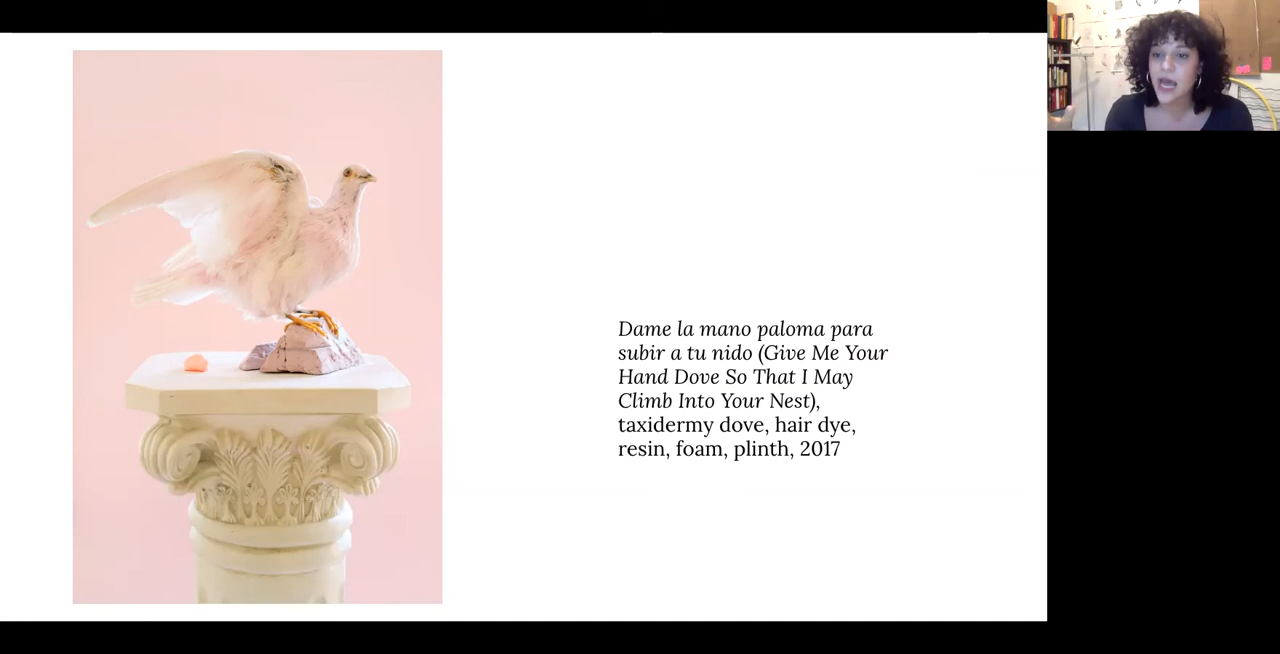 Dame la mano paloma para
subir a tu nido (Give Me Your
Hand Dove So That I May
Climb Into Your Nest),
taxidermy dove, hair dye,
resin, foam, plinth, 2017